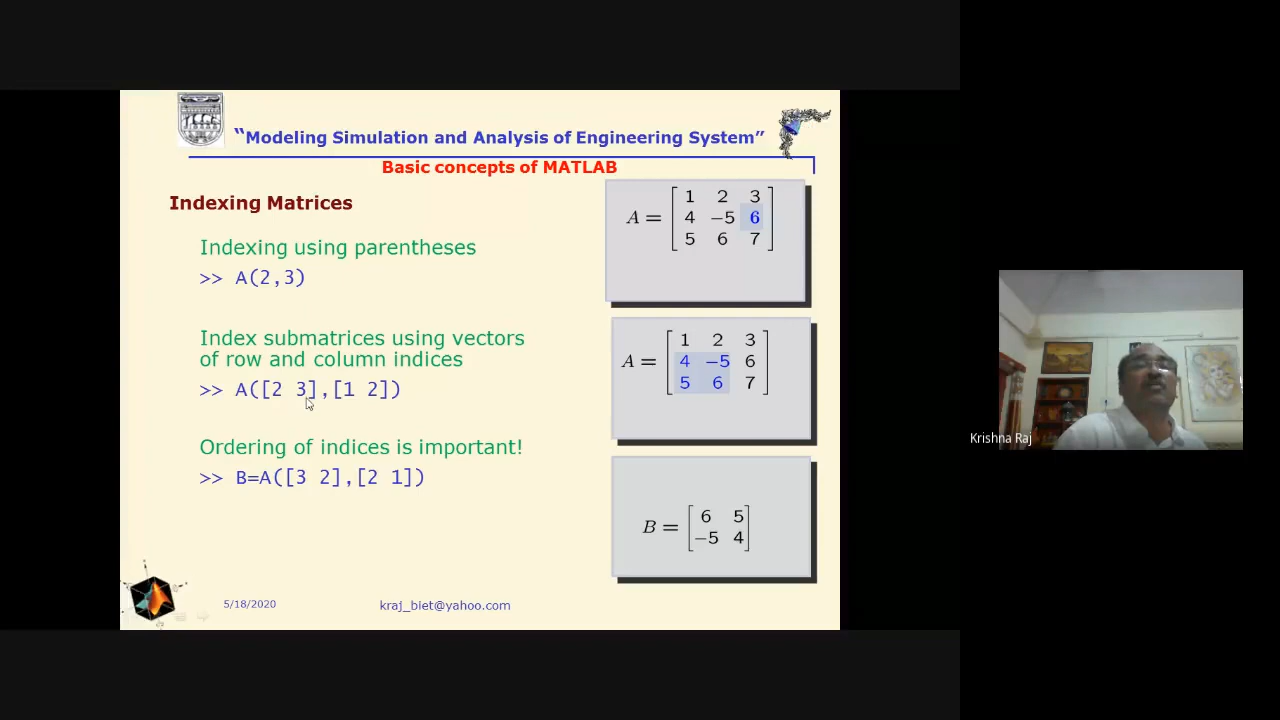 “Modeling Simulation and Analysis of Engineering System”
Basic concepts of MATLAB
Indexing Matrices
Indexing using parentheses
>> A(2,3)
Index submatrices using vectors
of row and column indices
>> A([2 3],[1 2])
Ordering of indices is important!
>> B=A([3 2],[2 1])
1 2 3
A = 4 −5 6
5 6 7
1 2 3
A = 4 −5 6
5 6 7
B = 6 5
−5 4
5/18/2020
kraj_biet@yahoo.com
Krishna Raj